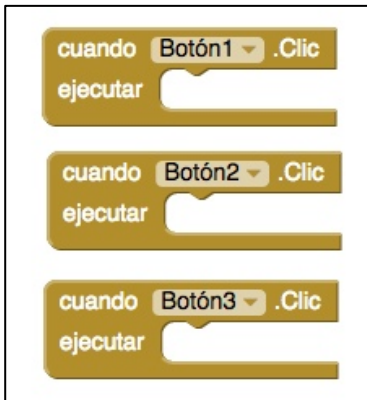 cuando Botón1 .Clic
ejecutar
cuando Botón2 .Clic
ejecutar
cuando Botón3 .Clic
ejecutar